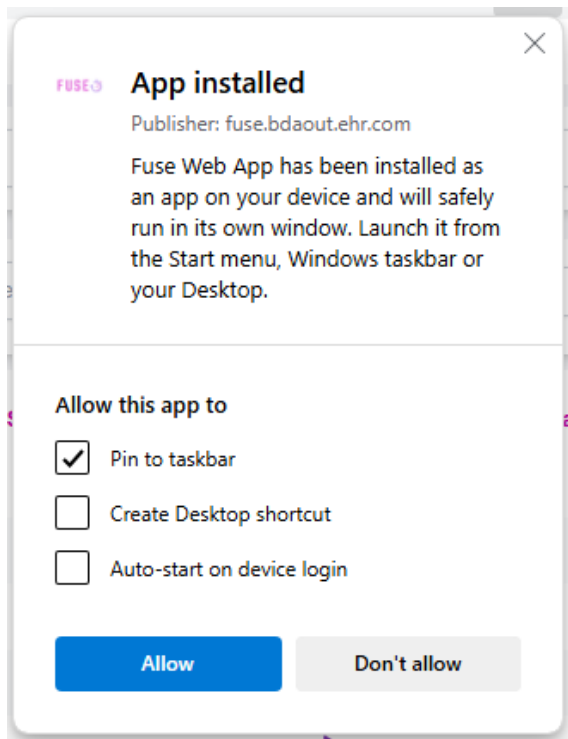 FUSE
App installed
Publisher: fuse.bdaout.ehr.com
Fuse Web App has been installed as
an app on your device and will safely
run in its own window. Launch it from
the Start menu, Windows taskbar or
your Desktop.
Allow this app to
Pin to taskbar
Create Desktop shortcut
Auto-start on device login
Allow
Don't allow